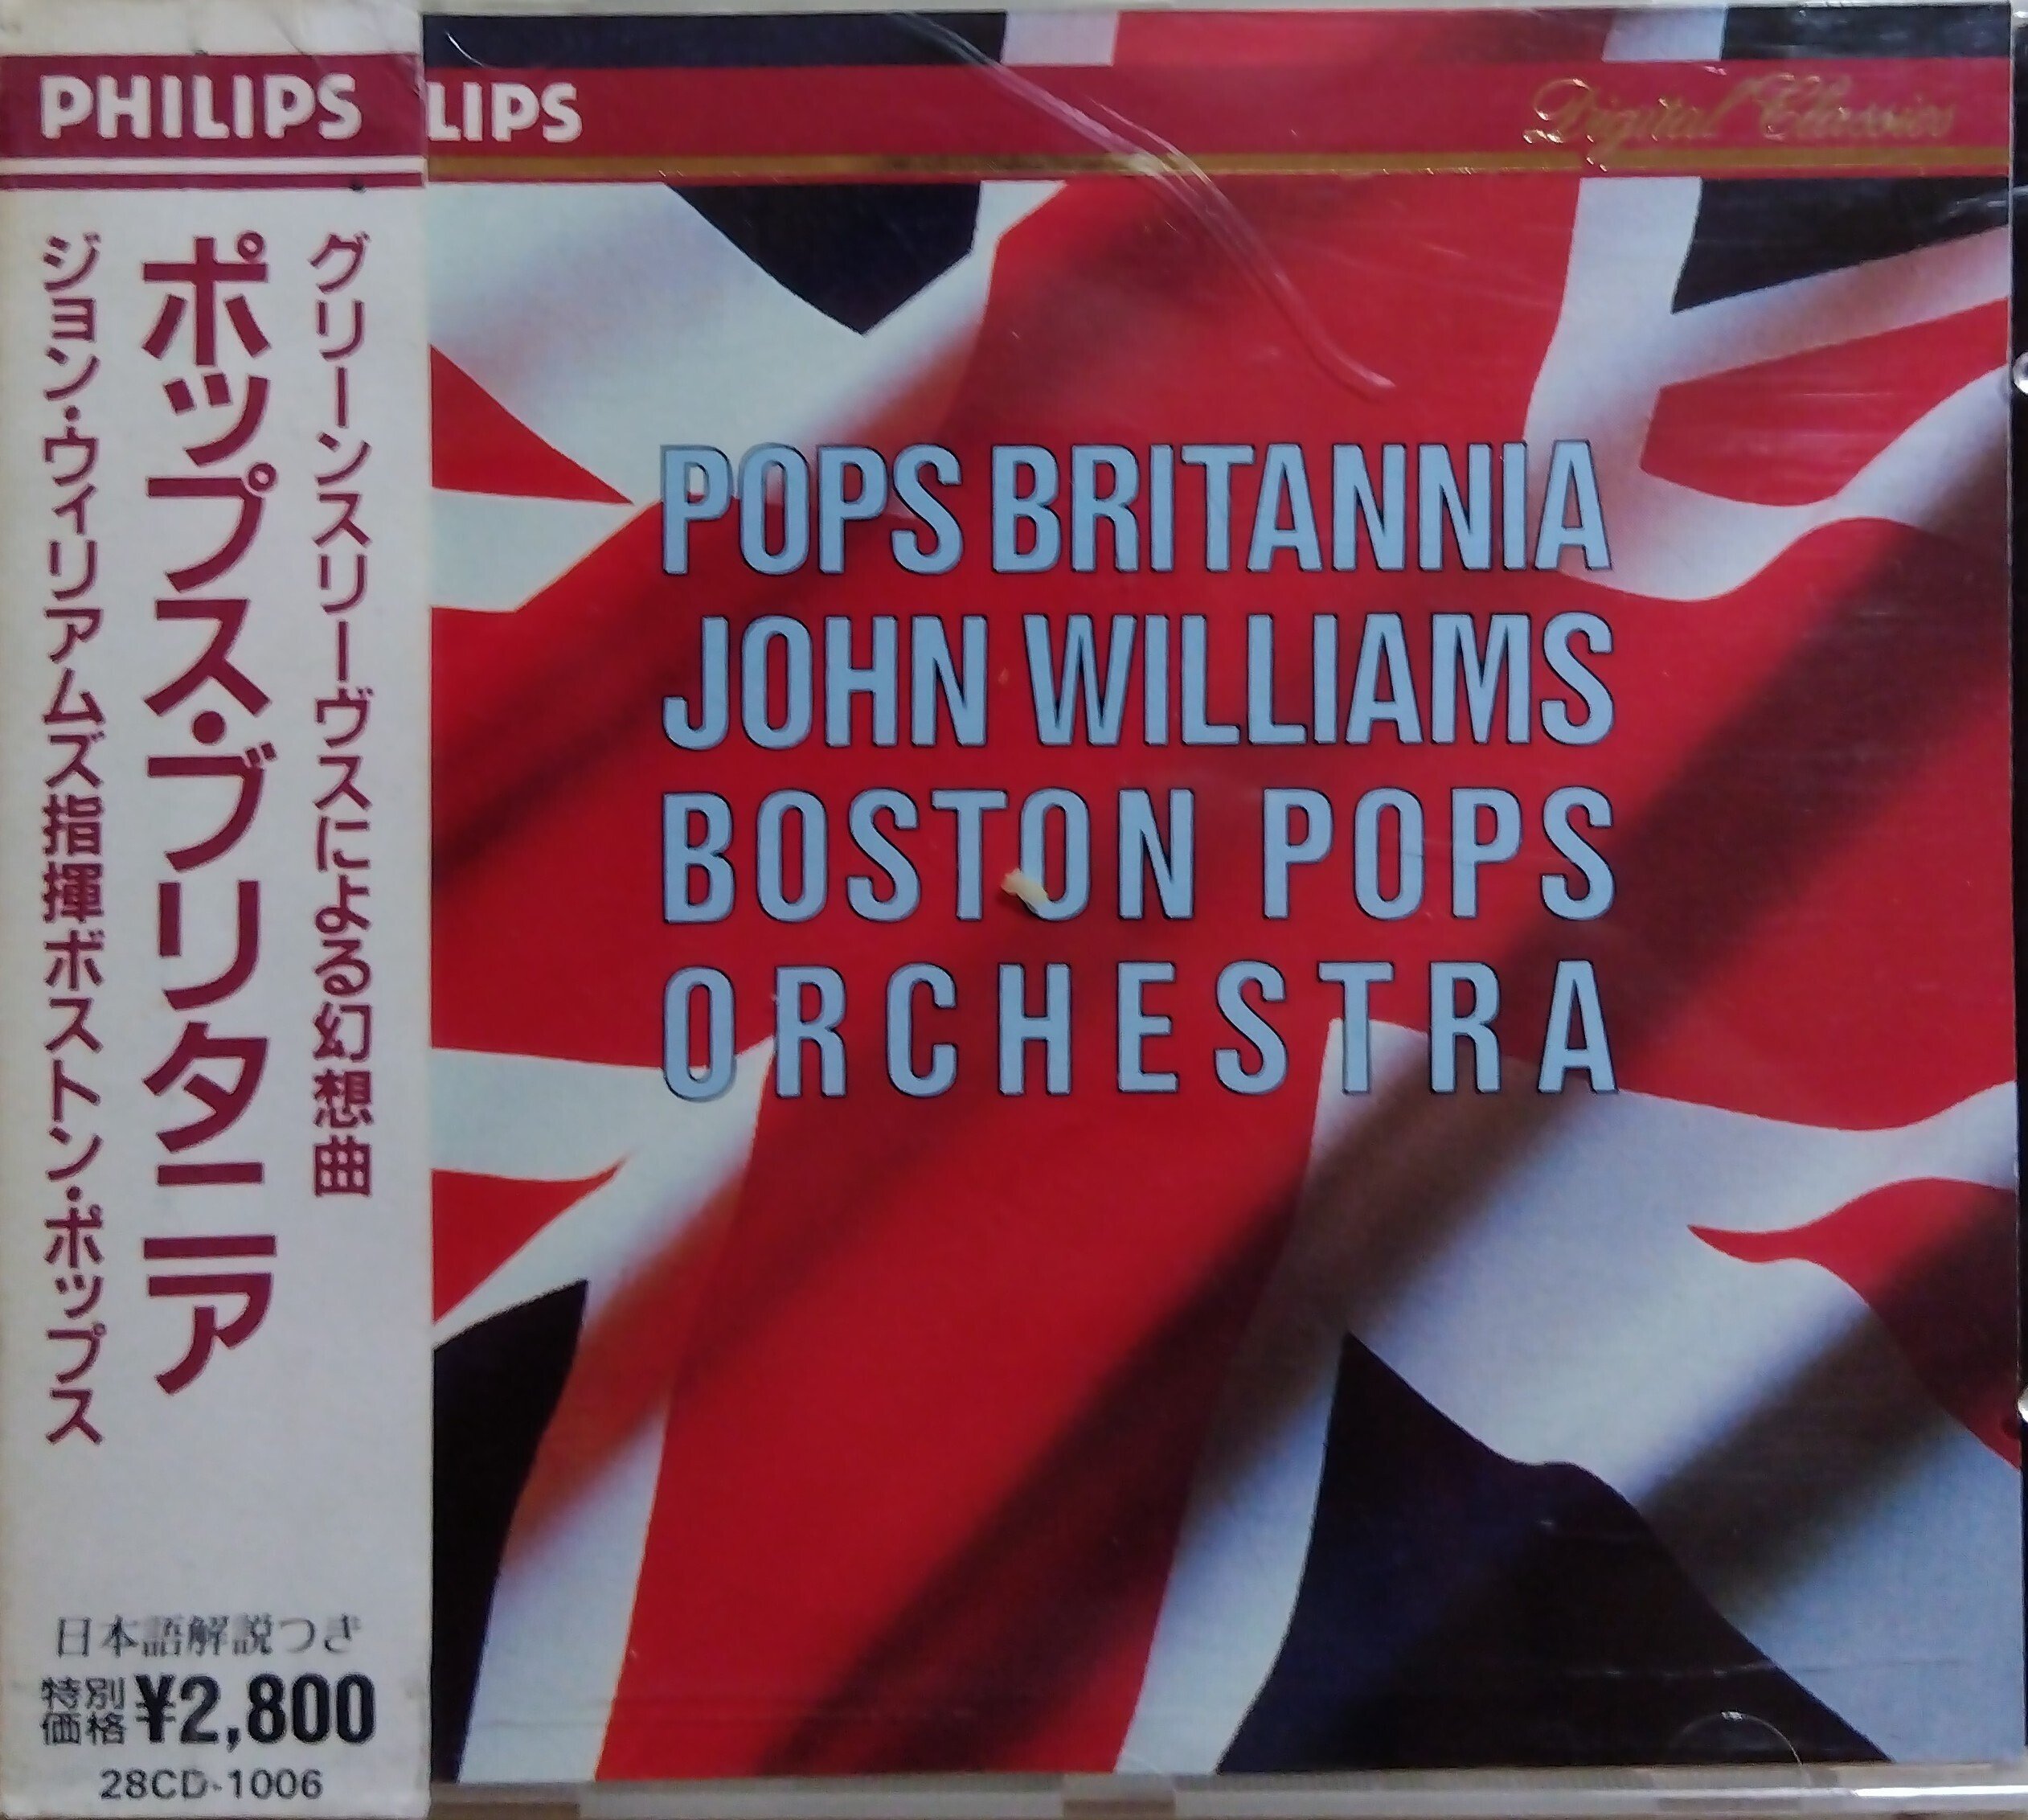 PHILIPS
グリーンスリーヴスによる幻想曲
ポップス・ブリタニア
ジョン・ウィリアムズ指揮ボストン・ポップス
日本語解説つき
特別価格 ¥2,800
28CD-1006
LIPS
Digital Classics
POPS BRITANNIA
JOHN WILLIAMS
BOSTON POPS
ORCHESTRA